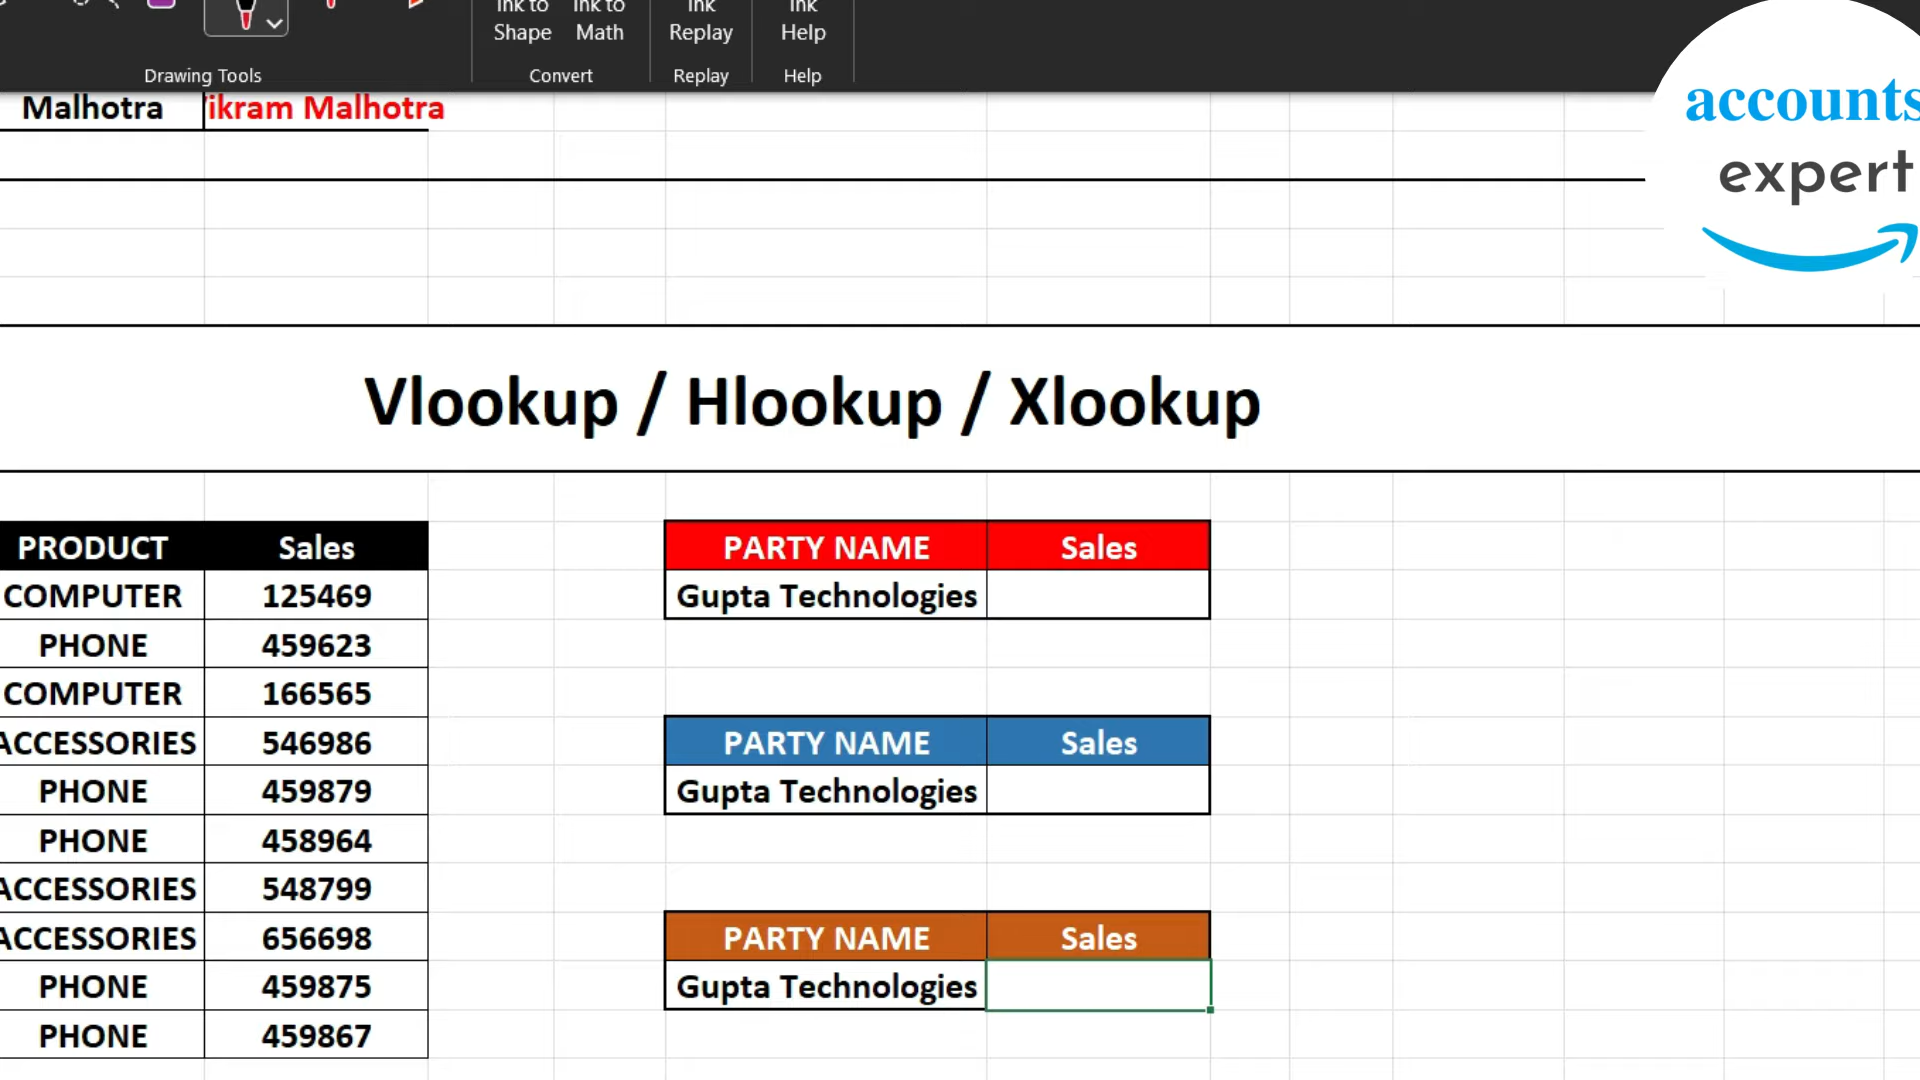 Ink to Ink to Ink Ink
Shape Math Replay Help
Drawing Tools Convert Replay Help
Malhotra ikram Malhotra
accounts
expert
Vlookup / Hlookup / Xlookup
PRODUCT Sales PARTY NAME Sales
COMPUTER 125469 Gupta Technologies
PHONE 459623
COMPUTER 166565
ACCESSORIES 546986 PARTY NAME Sales
PHONE 459879 Gupta Technologies
PHONE 458964
ACCESSORIES 548799
ACCESSORIES 656698 PARTY NAME Sales
PHONE 459875 Gupta Technologies
PHONE 459867